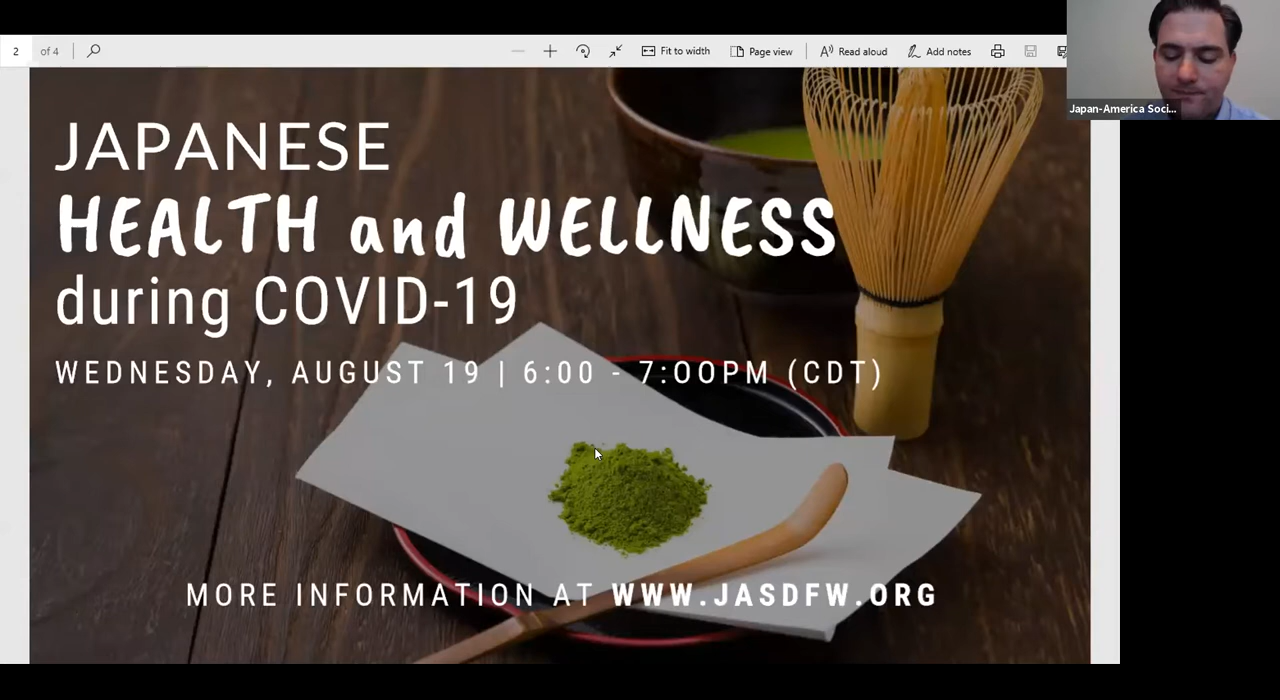 2 of 4 Fit to width Page view Read aloud Add notes
Japan-America Soci...
JAPANESE
HEALTH and WELLNESS
during COVID-19
WEDNESDAY, AUGUST 19 | 6:00 - 7:00PM (CDT)
MORE INFORMATION AT WWW.JASDFW.ORG